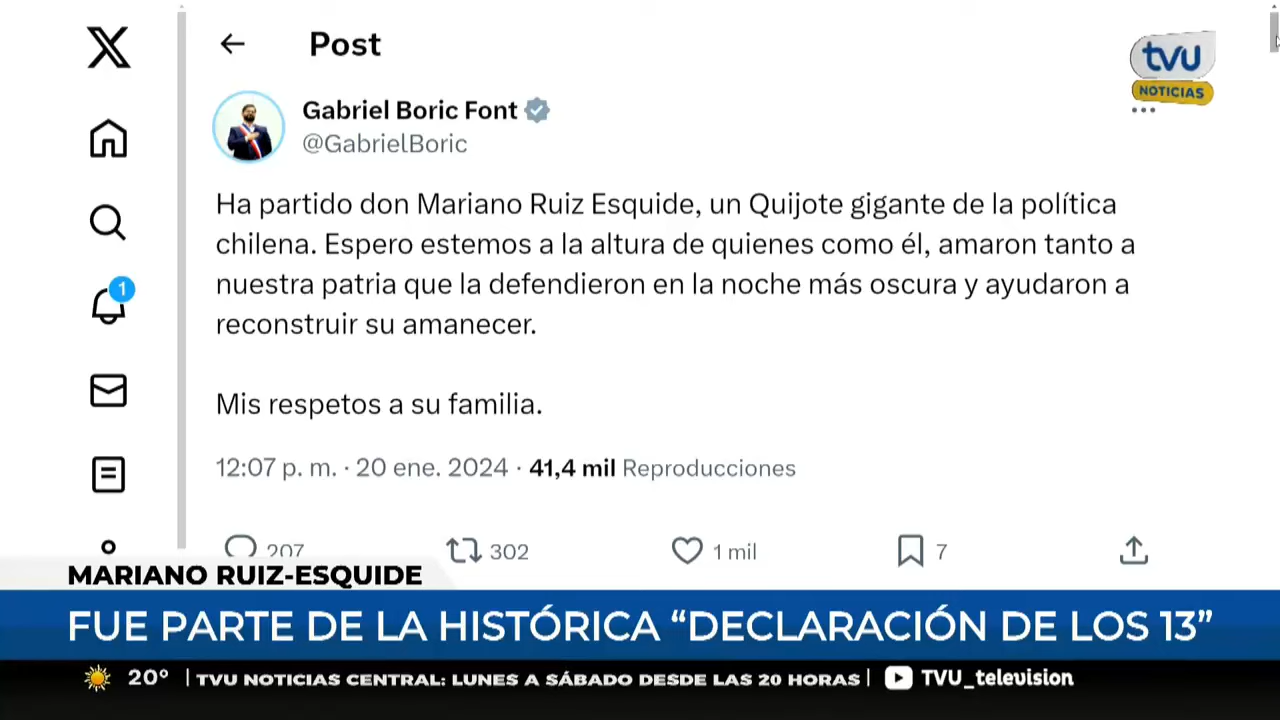 Post
tvu
NOTICIAS
Gabriel Boric Font
@GabrielBoric
Ha partido don Mariano Ruiz Esquide, un Quijote gigante de la política
chilena. Espero estemos a la altura de quienes como él, amaron tanto a
nuestra patria que la defendieron en la noche más oscura y ayudaron a
reconstruir su amanecer.
Mis respetos a su familia.
12:07 p. m. · 20 ene. 2024 · 41,4 mil Reproducciones
1
207 302 1 mil 7
MARIANO RUIZ-ESQUIDE
FUE PARTE DE LA HISTÓRICA “DECLARACIÓN DE LOS 13”
20° | TVU NOTICIAS CENTRAL: LUNES A SÁBADO DESDE LAS 20 HORAS | TVU_television